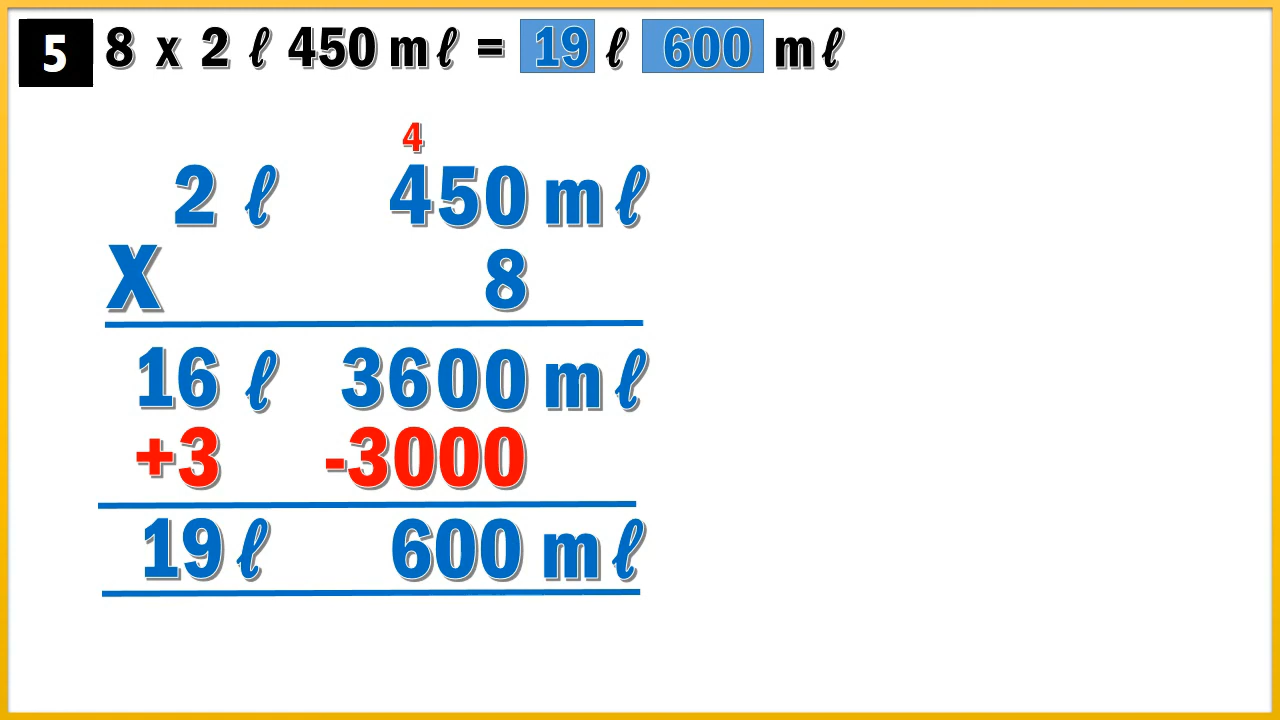 5 8 x 2 ℓ 450 mℓ = 19 ℓ 600 mℓ
4
2 ℓ 450 mℓ
X 8
16 ℓ 3600 mℓ
+3 -3000
19 ℓ 600 mℓ